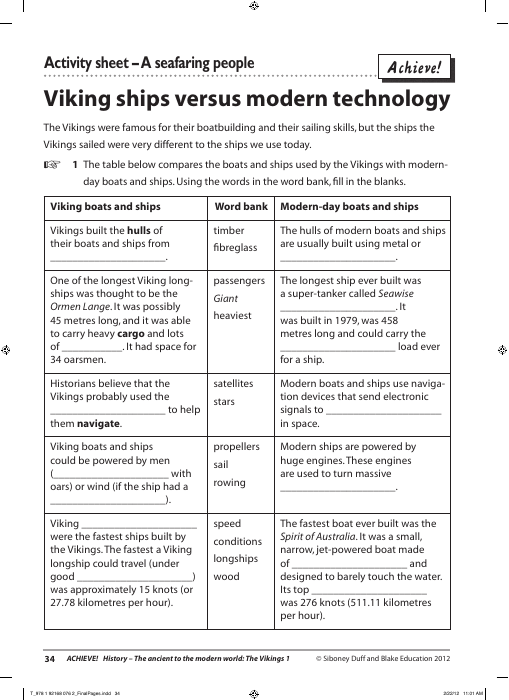 Activity sheet – A seafaring people
Achieve!
Viking ships versus modern technology
The Vikings were famous for their boatbuilding and their sailing skills, but the ships the
Vikings sailed were very different to the ships we use today.
1 The table below compares the boats and ships used by the Vikings with modern-
day boats and ships. Using the words in the word bank, fill in the blanks.
Viking boats and ships
Word bank
Modern-day boats and ships
Vikings built the hulls of
their boats and ships from
______________________.
timber
fibreglass
The hulls of modern boats and ships
are usually built using metal or
______________________.
One of the longest Viking long-
ships was thought to be the
Ormen Lange. It was possibly
45 metres long, and it was able
to carry heavy cargo and lots
of ____________. It had space for
34 oarsmen.
passengers
Giant
heaviest
The longest ship ever built was
a super-tanker called Seawise
______________________. It
was built in 1979, was 458
metres long and could carry the
______________________ load ever
for a ship.
Historians believe that the
Vikings probably used the
______________________ to help
them navigate.
satellites
stars
Modern boats and ships use naviga-
tion devices that send electronic
signals to ______________________
in space.
Viking boats and ships
could be powered by men
(______________________ with
oars) or wind (if the ship had a
______________________).
propellers
sail
rowing
Modern ships are powered by
huge engines. These engines
are used to turn massive
______________________.
Viking ______________________
were the fastest ships built by
the Vikings. The fastest a Viking
longship could travel (under
good ______________________)
was approximately 15 knots (or
27.78 kilometres per hour).
speed
conditions
longships
wood
The fastest boat ever built was the
Spirit of Australia. It was a small,
narrow, jet-powered boat made
of ______________________ and
designed to barely touch the water.
Its top ______________________
was 276 knots (511.11 kilometres
per hour).
34 ACHIEVE! History – The ancient to the modern world: The Vikings 1 © Siboney Duff and Blake Education 2012